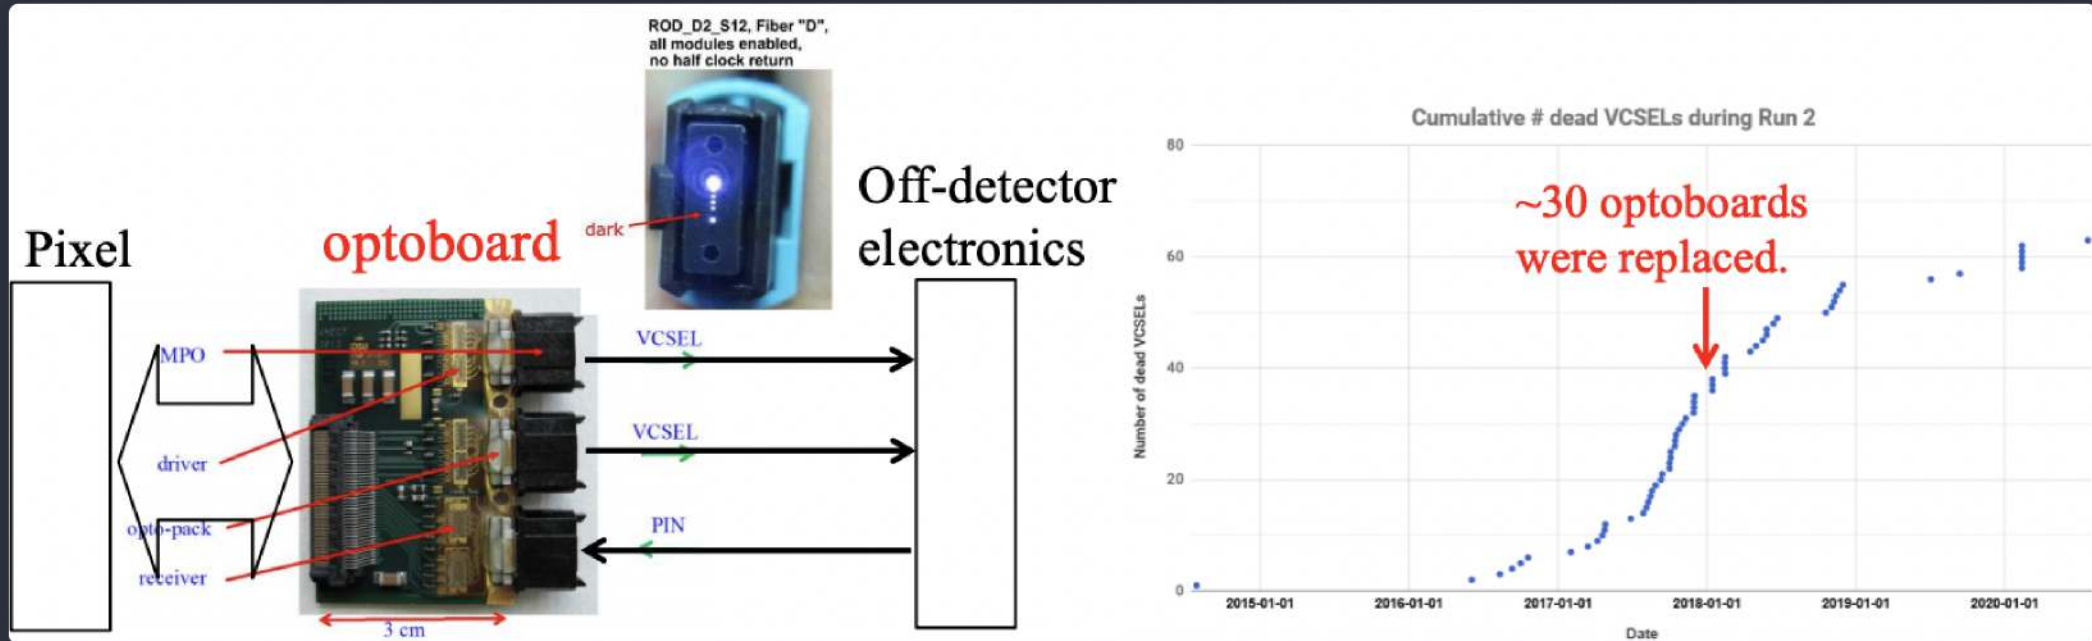 ROD_D2_S12, Fiber "D",
all modules enabled,
no half clock return
dark
Pixel
optoboard
Off-detector
electronics
MPO
driver
opto-pack
receiver
3 cm
VCSEL
VCSEL
PIN
Cumulative # dead VCSELs during Run 2
~30 optoboards
were replaced.
Number of dead VCSELs
80
60
40
20
0
2015-01-01
2016-01-01
2017-01-01
2018-01-01
2019-01-01
2020-01-01
Date